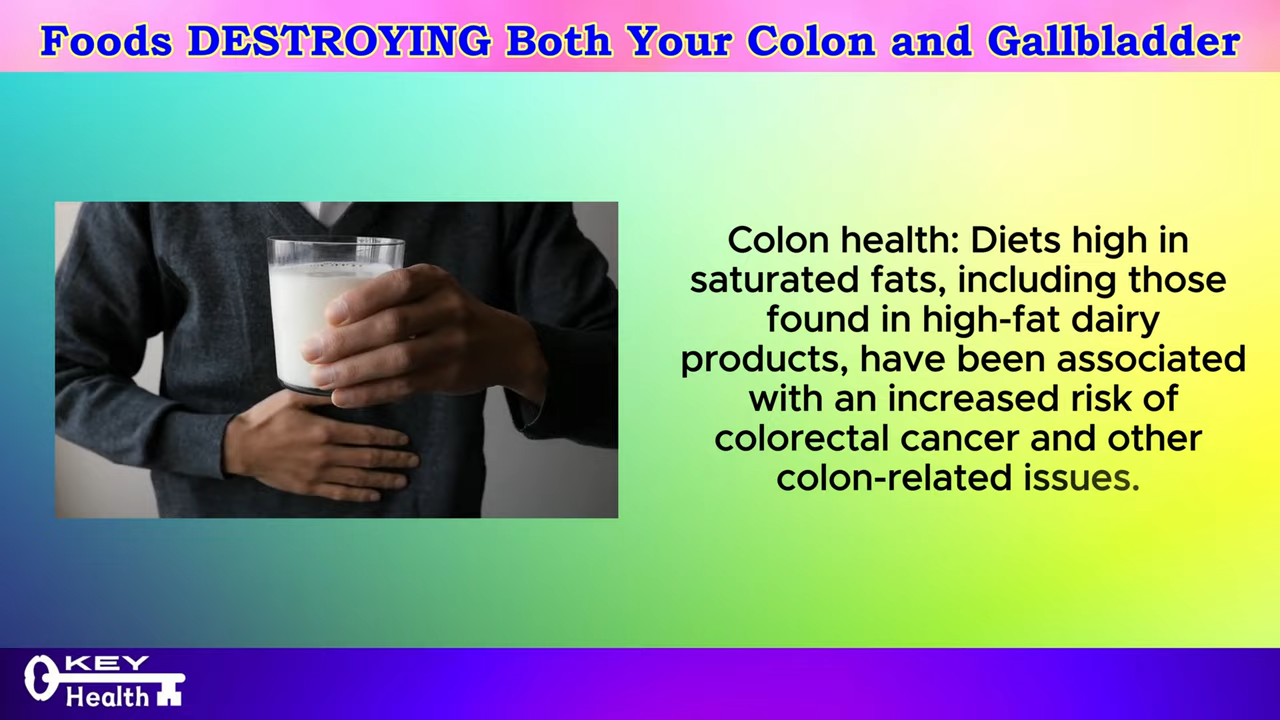 Foods DESTROYING Both Your Colon and Gallbladder
Colon health: Diets high in
saturated fats, including those
found in high-fat dairy
products, have been associated
with an increased risk of
colorectal cancer and other
colon-related issues.
KEY
Health